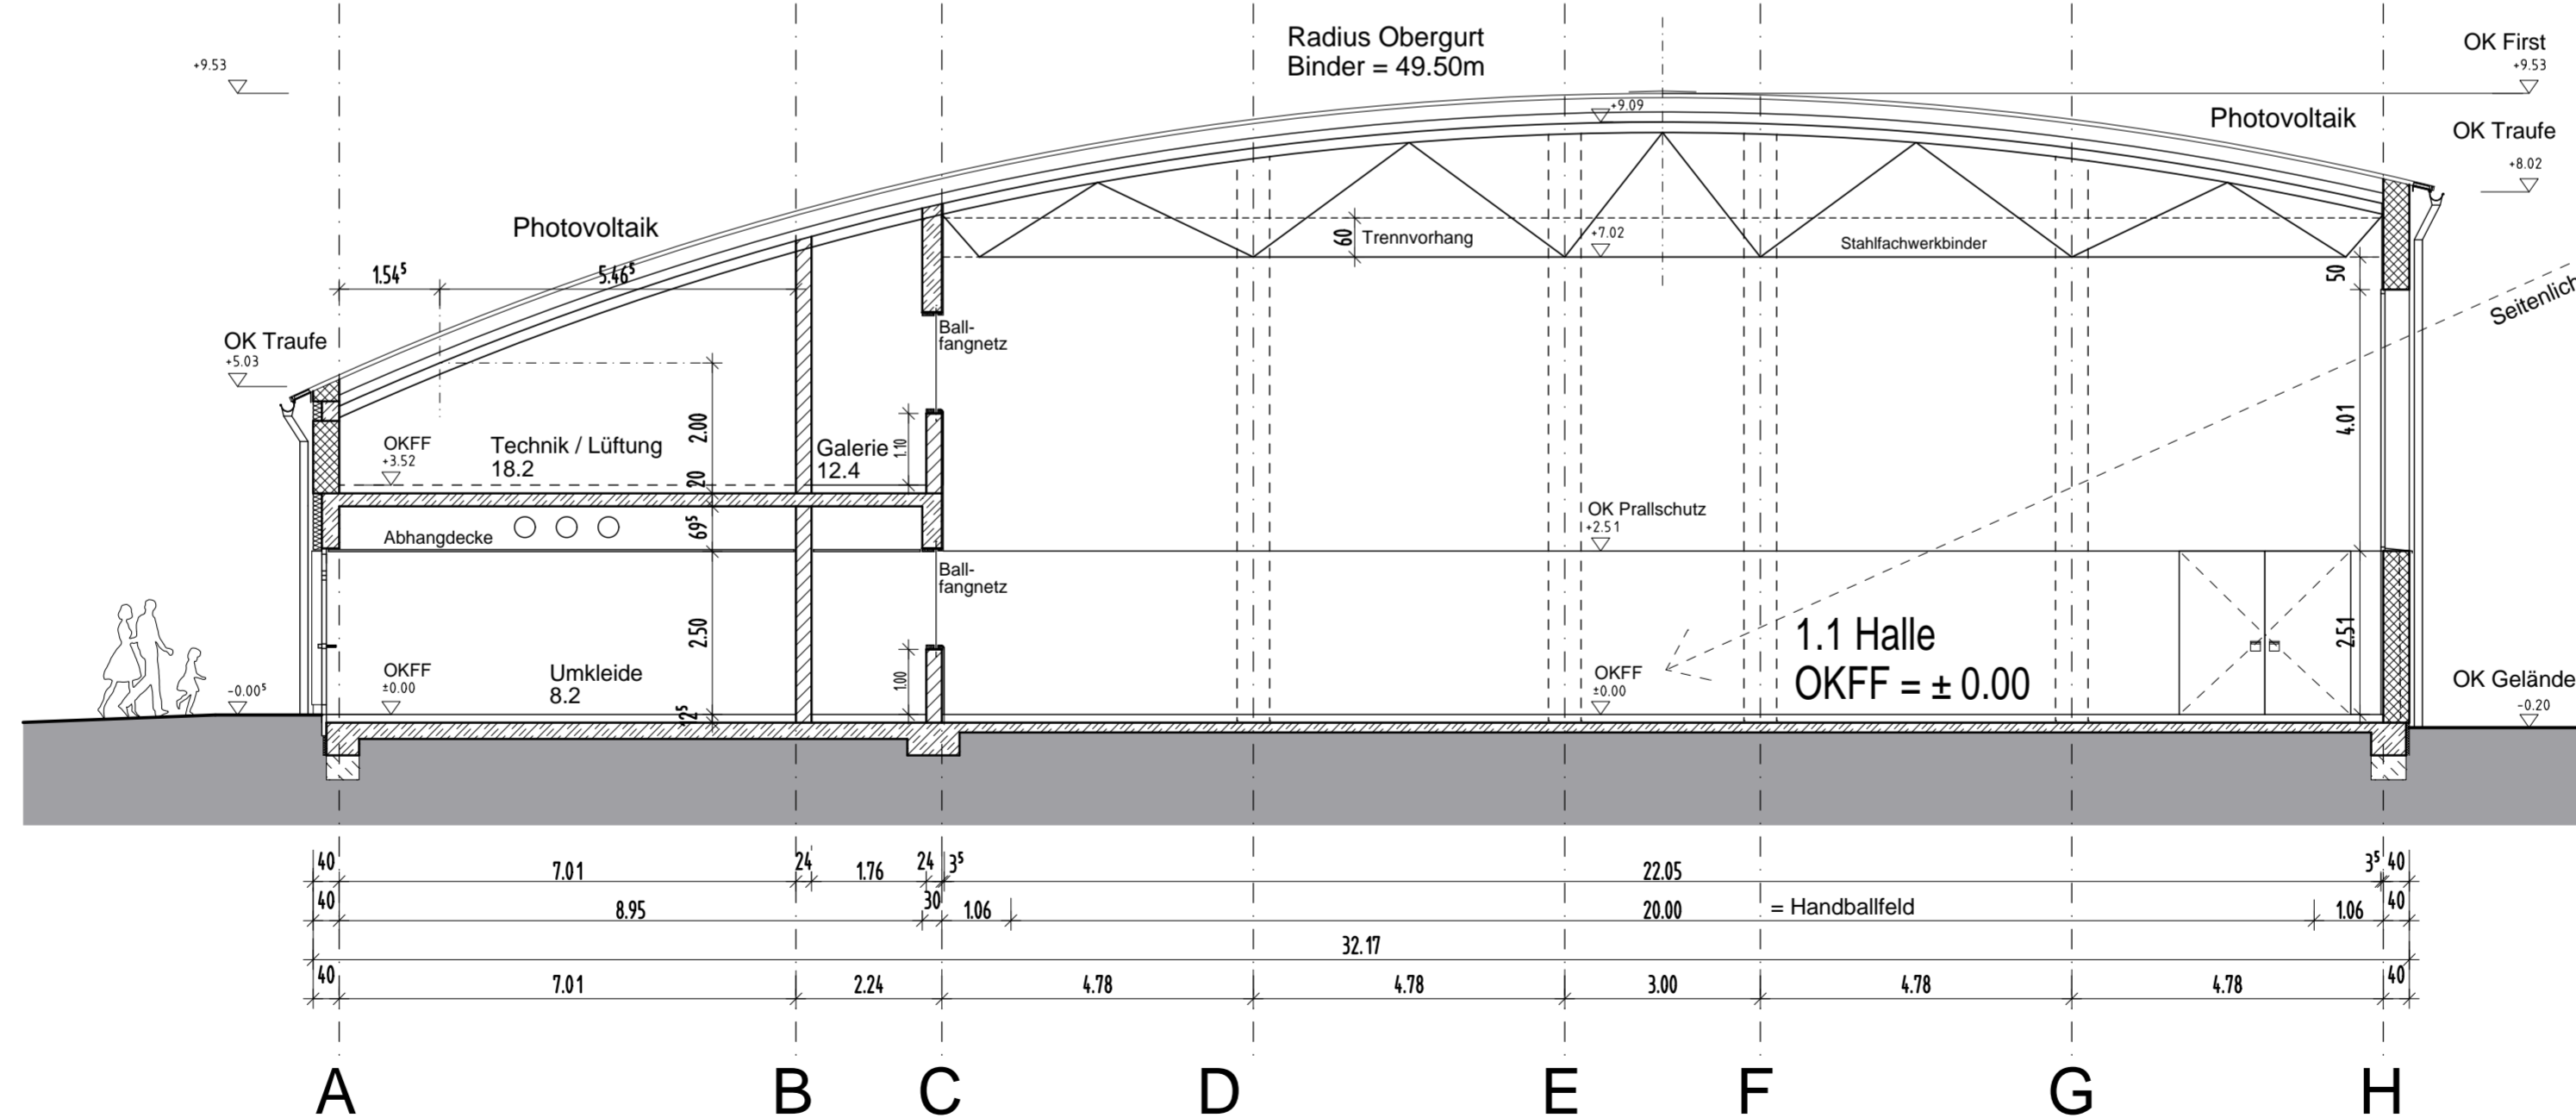 Radius Obergurt
Binder = 49.50m
OK First
+9.53
+9.53
+9.09
Photovoltaik
OK Traufe
+8.02
Photovoltaik
60
Trennvorhang
+7.02
Stahlfachwerkbinder
1.54⁵
5.46⁵
50
Seitenlich
Ball-
fangnetz
OK Traufe
+5.03
4.01
2.00
OKFF
+3.52
Technik / Lüftung
18.2
20
Galerie
12.4
1.10
OK Prallschutz
+2.51
69⁵
Abhangdecke
Ball-
fangnetz
2.50
2.51
1.1 Halle
OKFF = ± 0.00
OKFF
±0.00
Umkleide
8.2
1.00
OKFF
±0.00
-0.00⁵
OK Gelände
-0.20
40
7.01
24
1.76
24
3⁵
22.05
3⁵
40
40
8.95
30
1.06
20.00
= Handballfeld
1.06
40
32.17
40
7.01
2.24
4.78
4.78
3.00
4.78
4.78
40
A
B
C
D
E
F
G
H